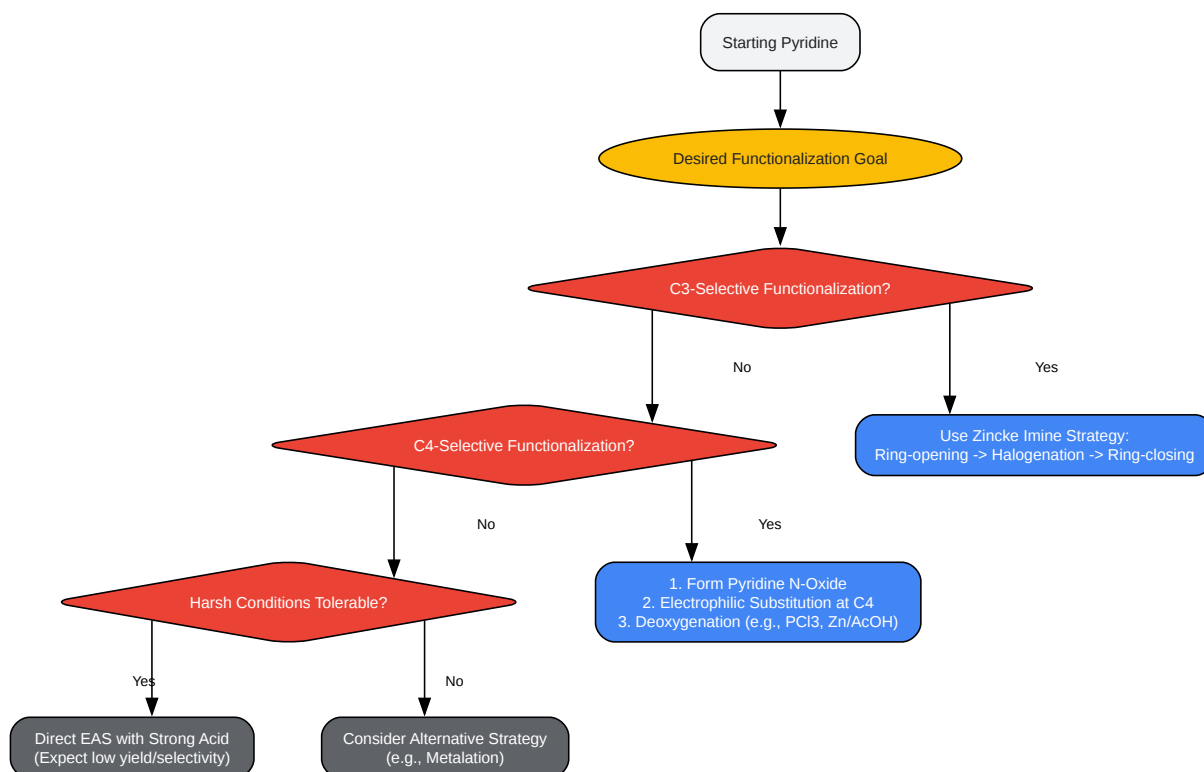 Starting Pyridine
Desired Functionalization Goal
C3-Selective Functionalization?
No
Yes
Use Zincke Imine Strategy:
Ring-opening -> Halogenation -> Ring-closing
C4-Selective Functionalization?
No
Yes
1. Form Pyridine N-Oxide
2. Electrophilic Substitution at C4
3. Deoxygenation (e.g., PCl3, Zn/AcOH)
Harsh Conditions Tolerable?
Yes
No
Direct EAS with Strong Acid
(Expect low yield/selectivity)
Consider Alternative Strategy
(e.g., Metalation)